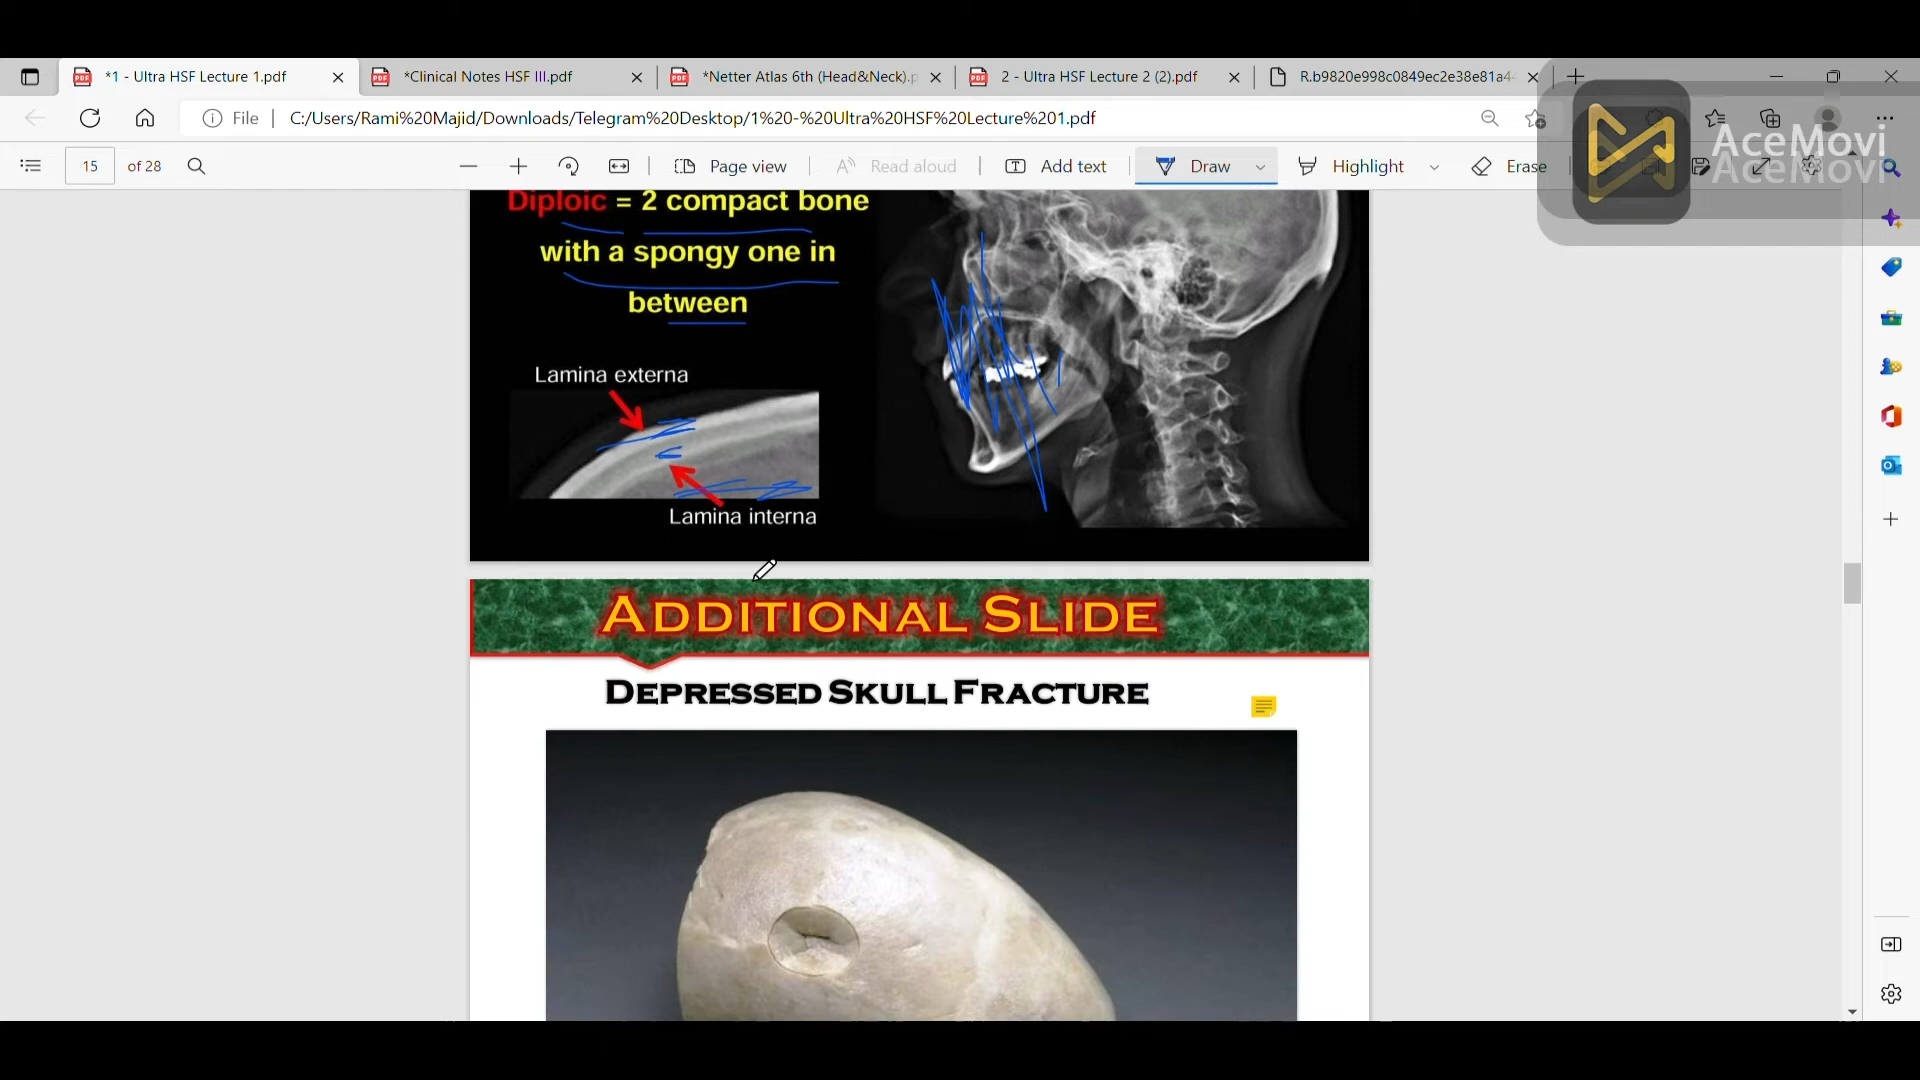 *1 - Ultra HSF Lecture 1.pdf
*Clinical Notes HSF III.pdf
*Netter Atlas 6th (Head&Neck).p
2 - Ultra HSF Lecture 2 (2).pdf
R.b9820e998c0849ec2e38e81a4
File
C:/Users/Rami%20Majid/Downloads/Telegram%20Desktop/1%20-%20Ultra%20HSF%20Lecture%201.pdf
AceMovi
AceMovi
15 of 28
Page view
Read aloud
Add text
Draw
Highlight
Erase
Diploic = 2 compact bone
with a spongy one in
between
Lamina externa
Lamina interna
ADDITIONAL SLIDE
DEPRESSED SKULL FRACTURE